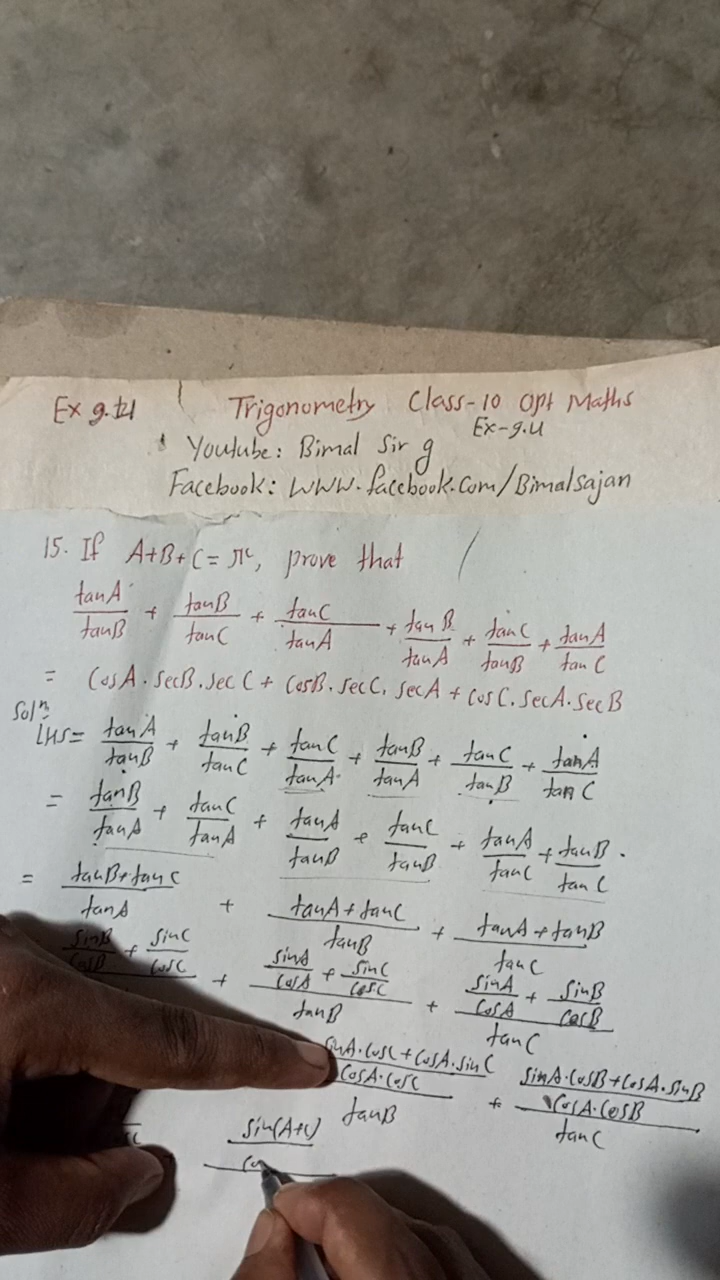 Ex 9.4 Trigonometry Class-10 Opt Maths
Ex-9.4
Youtube: Bimal Sir g
Facebook: WWW.facebook.com/Bimalsajan
15. If A+B+C = πᶜ, prove that
tanA/tanB + tanB/tanC + tanC/tanA + tanB/tanA + tanC/tanB + tanA/tanC
= CosA.secB.secC + CosB.secC.secA + cosC.secA.secB
Solⁿ:
LHS = tanA/tanB + tanB/tanC + tanC/tanA + tanB/tanA + tanC/tanB + tanA/tanC
= tanB/tanA + tanC/tanA + tanA/tanB + tanC/tanB + tanA/tanC + tanB/tanC.
= (tanB+tanC)/tanA + (tanA+tanC)/tanB + (tanA+tanB)/tanC
sinB/cosB + sinC/cosC + (sinA/cosA + sinC/cosC)/tanB + (sinA/cosA + sinB/cosB)/tanC
(sinA.cosC+cosA.sinC)/(cosA.cosC)/tanB + (sinA.cosB+cosA.sinB)/(cosA.cosB)/tanC
sin(A+C)/